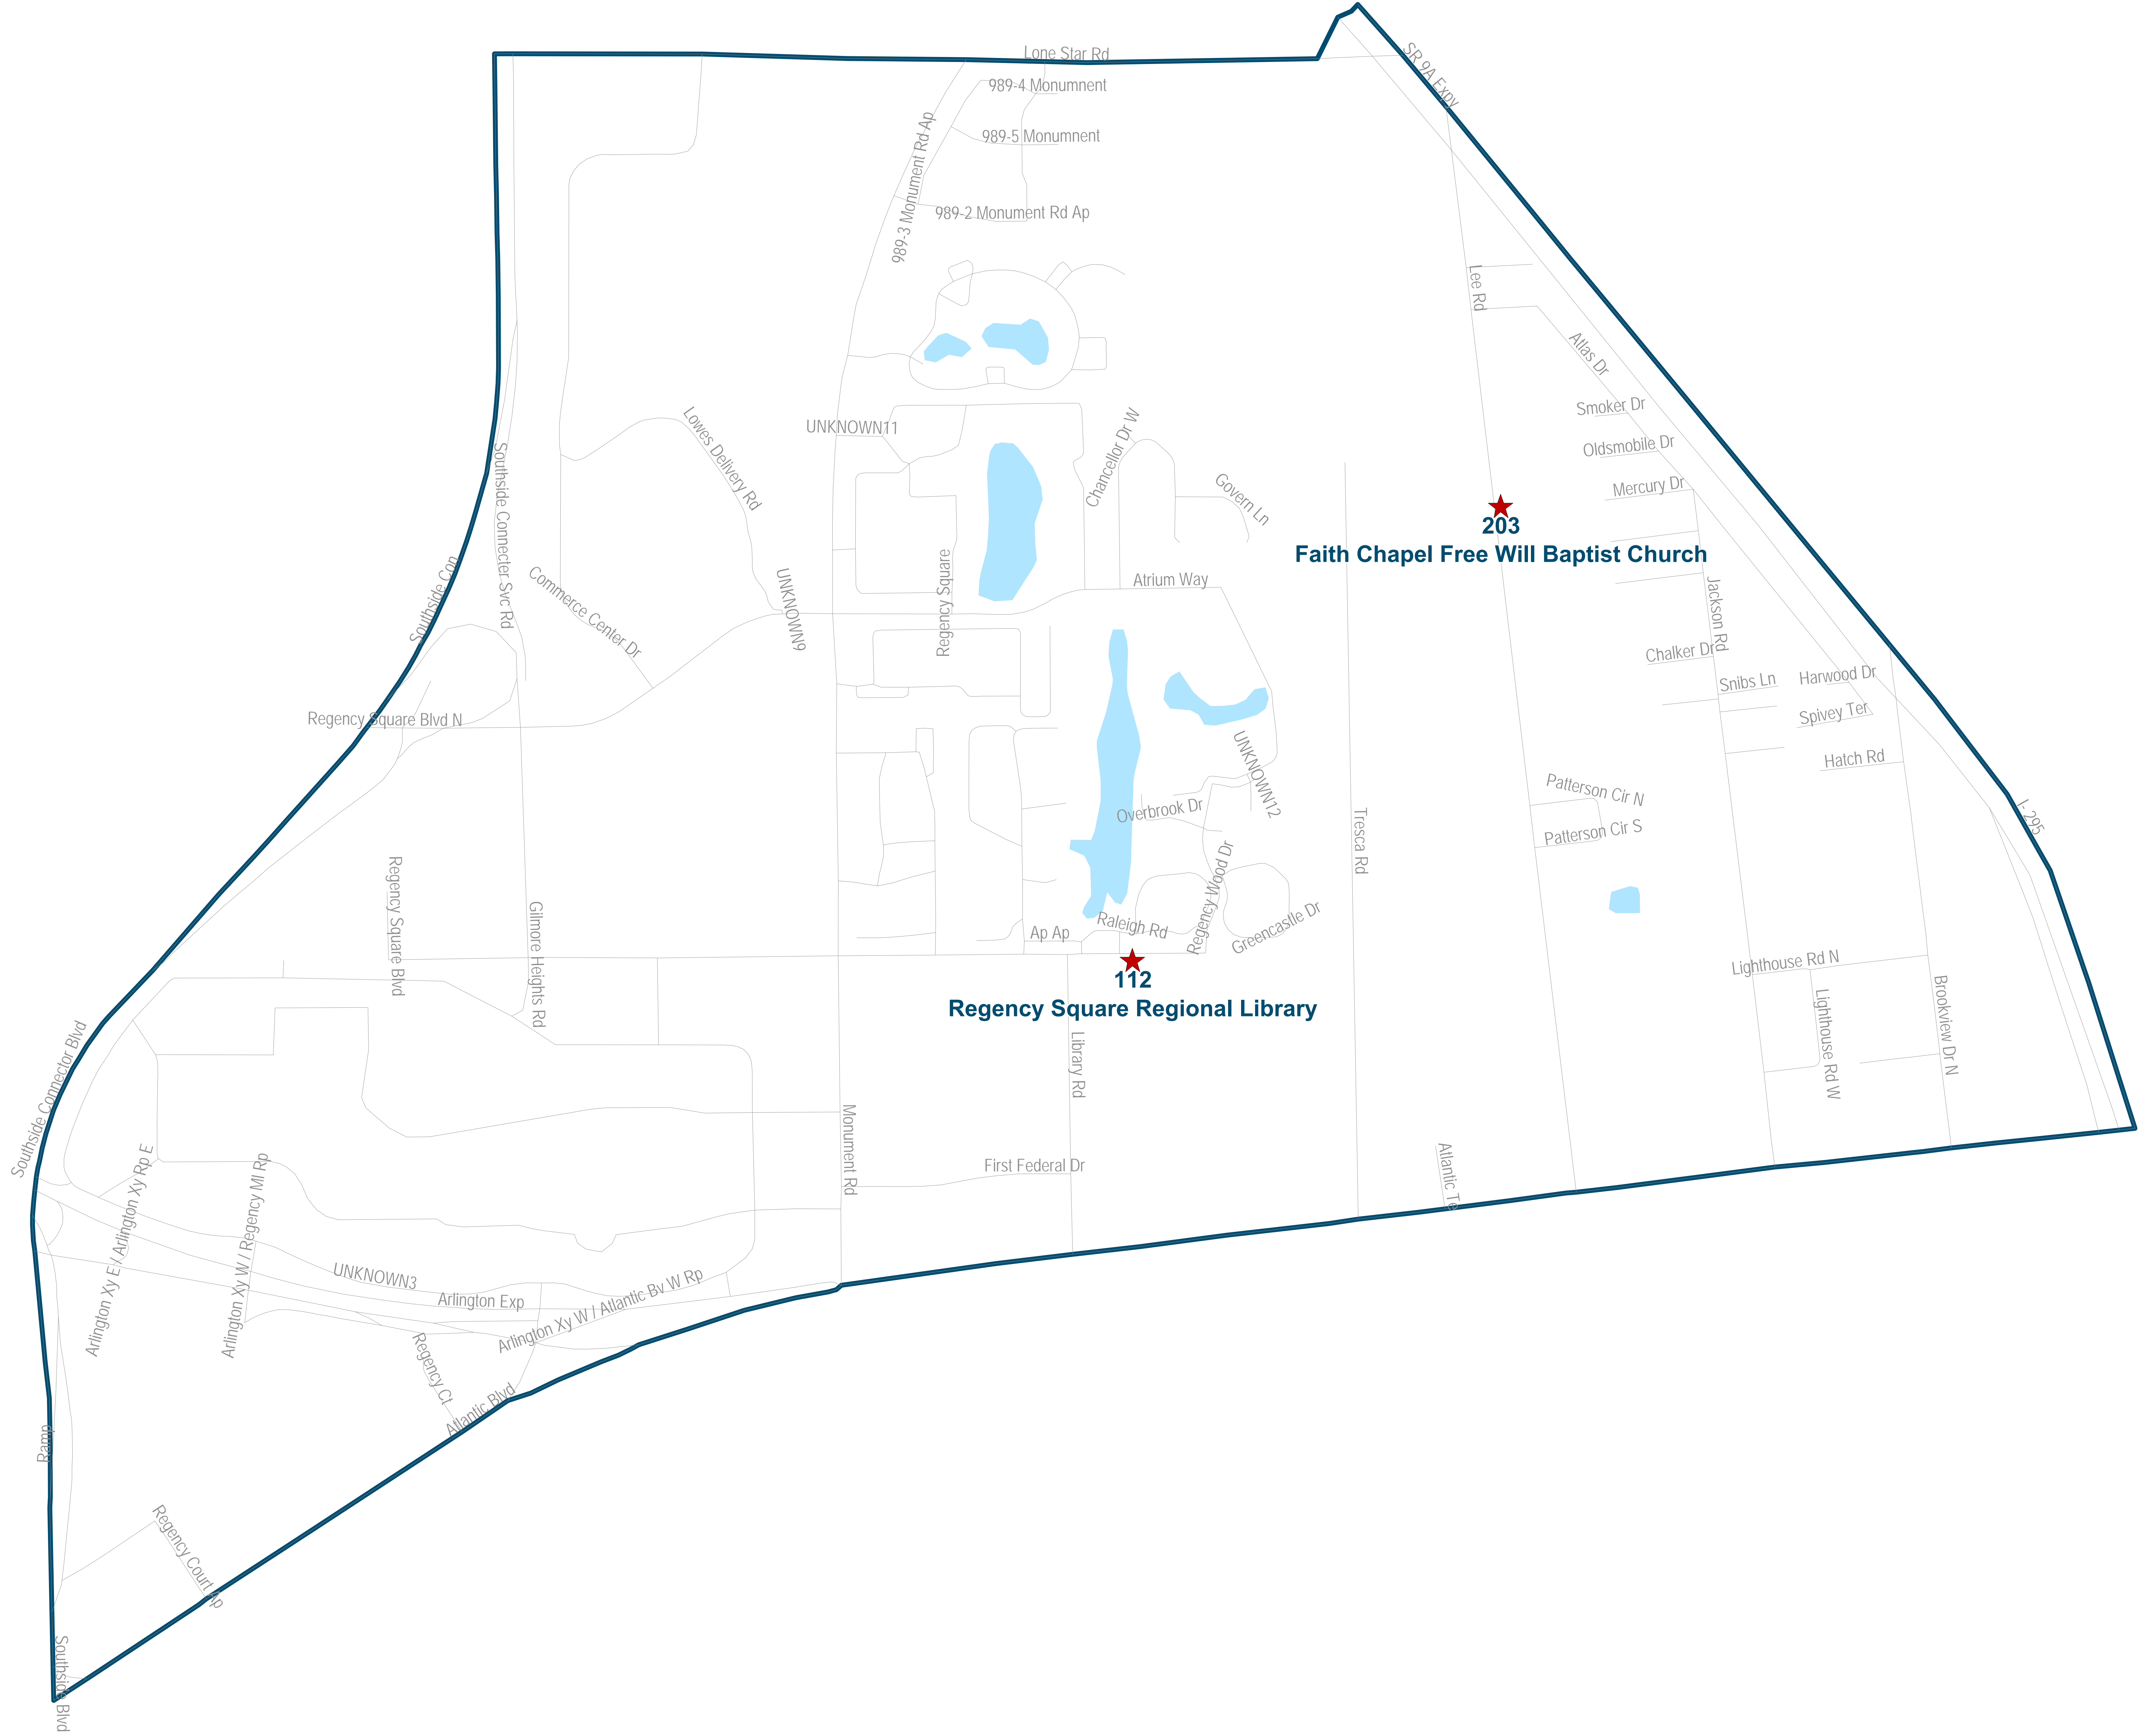 Lone Star Rd
SR 9A Expy
989-4 Monumnent
989-5 Monumnent
989-3 Monument Rd Ap
989-2 Monument Rd Ap
Lee Rd
Atlas Dr
Smoker Dr
Lowes Delivery Rd
UNKNOWN11
Chancellor Dr W
Oldsmobile Dr
Southside Connecter Svc Rd
Govern Ln
Mercury Dr
203
Faith Chapel Free Will Baptist Church
Southside Con
Commerce Center Dr
UNKNOWN9
Regency Square
Atrium Way
Jackson Rd
Chalker Dr
Snibs Ln
Harwood Dr
Spivey Ter
Regency Square Blvd N
UNKNOWN12
Hatch Rd
Patterson Cir N
Overbrook Dr
Tresca Rd
Patterson Cir S
I- 295
Regency Square Blvd
Gilmore Heights Rd
Regency Wood Dr
Greencastle Dr
Raleigh Rd
Ap Ap
Lighthouse Rd N
112
Regency Square Regional Library
Lighthouse Rd W
Brookview Dr N
Southside Connector Blvd
Library Rd
Monument Rd
First Federal Dr
Atlantic Te
Arlington Xy E / Arlington Xy Rp E
Arlington Xy W / Regency Ml Rp
UNKNOWN3
Arlington Exp
Arlington Xy W / Atlantic Bv W Rp
Regency Ct
Atlantic Blvd
Ramp
Regency Court Ap
Southside Blvd